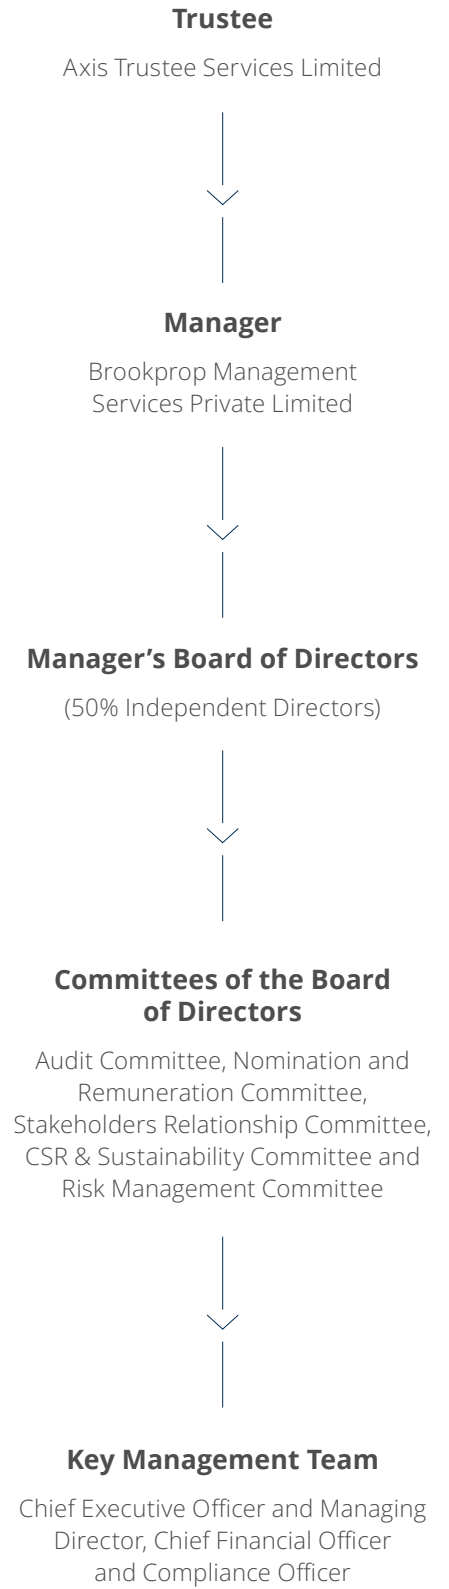 Trustee
Axis Trustee Services Limited
Manager
Brookprop Management
Services Private Limited
Manager’s Board of Directors
(50% Independent Directors)
Committees of the Board
of Directors
Audit Committee, Nomination and
Remuneration Committee,
Stakeholders Relationship Committee,
CSR & Sustainability Committee and
Risk Management Committee
Key Management Team
Chief Executive Officer and Managing
Director, Chief Financial Officer
and Compliance Officer